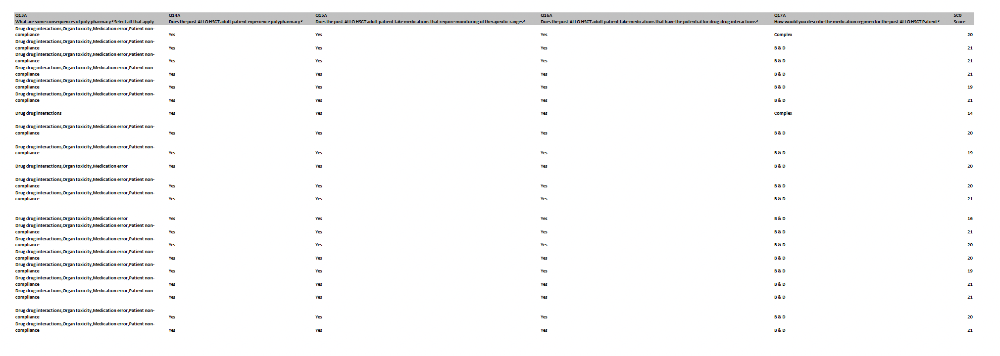 Q13A Q14A Q15A Q16A Q17A SC0
What are some consequences of poly pharmacy? Select all that apply. Does the post-ALLO HSCT adult patient experience polypharmacy? Does the post-ALLO HSCT adult patient take medications that require monitoring of therapeutic ranges? Does the post-ALLO HSCT adult patient take medications that have the potential for drug-drug interactions? How would you describe the medication regimen for the post-ALLO HSCT Patient? Score
Drug drug interactions,Organ toxicity,Medication error,Patient non-
compliance Yes Yes Yes Complex 20
Drug drug interactions,Organ toxicity,Medication error,Patient non-
compliance Yes Yes Yes B & D 21
Drug drug interactions,Organ toxicity,Medication error,Patient non-
compliance Yes Yes Yes B & D 21
Drug drug interactions,Organ toxicity,Medication error,Patient non-
compliance Yes Yes Yes B & D 21
Drug drug interactions,Organ toxicity,Medication error,Patient non-
compliance Yes Yes Yes B & D 19
Drug drug interactions,Organ toxicity,Medication error,Patient non-
compliance Yes Yes Yes B & D 21
Drug drug interactions Yes Yes Yes Complex 14
Drug drug interactions,Organ toxicity,Medication error,Patient non-
compliance Yes Yes Yes B & D 20
Drug drug interactions,Organ toxicity,Medication error,Patient non-
compliance Yes Yes Yes B & D 19
Drug drug interactions,Organ toxicity,Medication error Yes Yes Yes B & D 20
Drug drug interactions,Organ toxicity,Medication error,Patient non-
compliance Yes Yes Yes B & D 20
Drug drug interactions,Organ toxicity,Medication error,Patient non-
compliance Yes Yes Yes B & D 21
Drug drug interactions,Organ toxicity,Medication error Yes Yes Yes B & D 16
Drug drug interactions,Organ toxicity,Medication error,Patient non-
compliance Yes Yes Yes B & D 21
Drug drug interactions,Organ toxicity,Medication error,Patient non-
compliance Yes Yes Yes B & D 20
Drug drug interactions,Organ toxicity,Medication error,Patient non-
compliance Yes Yes Yes B & D 20
Drug drug interactions,Organ toxicity,Medication error,Patient non-
compliance Yes Yes Yes B & D 19
Drug drug interactions,Organ toxicity,Medication error,Patient non-
compliance Yes Yes Yes B & D 21
Drug drug interactions,Organ toxicity,Medication error,Patient non-
compliance Yes Yes Yes B & D 21
Drug drug interactions,Organ toxicity,Medication error,Patient non-
compliance Yes Yes Yes B & D 20
Drug drug interactions,Organ toxicity,Medication error,Patient non-
compliance Yes Yes Yes B & D 21